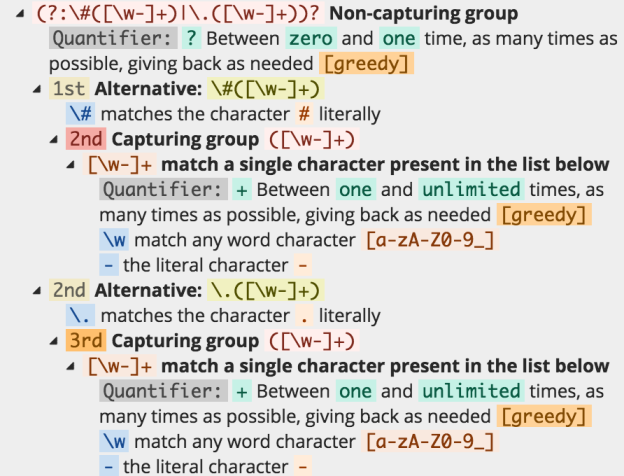 (?:\#([\w-]+)|\.([\w-]+))? Non-capturing group
Quantifier: ? Between zero and one time, as many times as
possible, giving back as needed [greedy]
1st Alternative: \#([\w-]+)
\# matches the character # literally
2nd Capturing group ([\w-]+)
[\w-]+ match a single character present in the list below
Quantifier: + Between one and unlimited times, as
many times as possible, giving back as needed [greedy]
\w match any word character [a-zA-Z0-9_]
- the literal character -
2nd Alternative: \.([\w-]+)
\. matches the character . literally
3rd Capturing group ([\w-]+)
[\w-]+ match a single character present in the list below
Quantifier: + Between one and unlimited times, as
many times as possible, giving back as needed [greedy]
\w match any word character [a-zA-Z0-9_]
- the literal character -